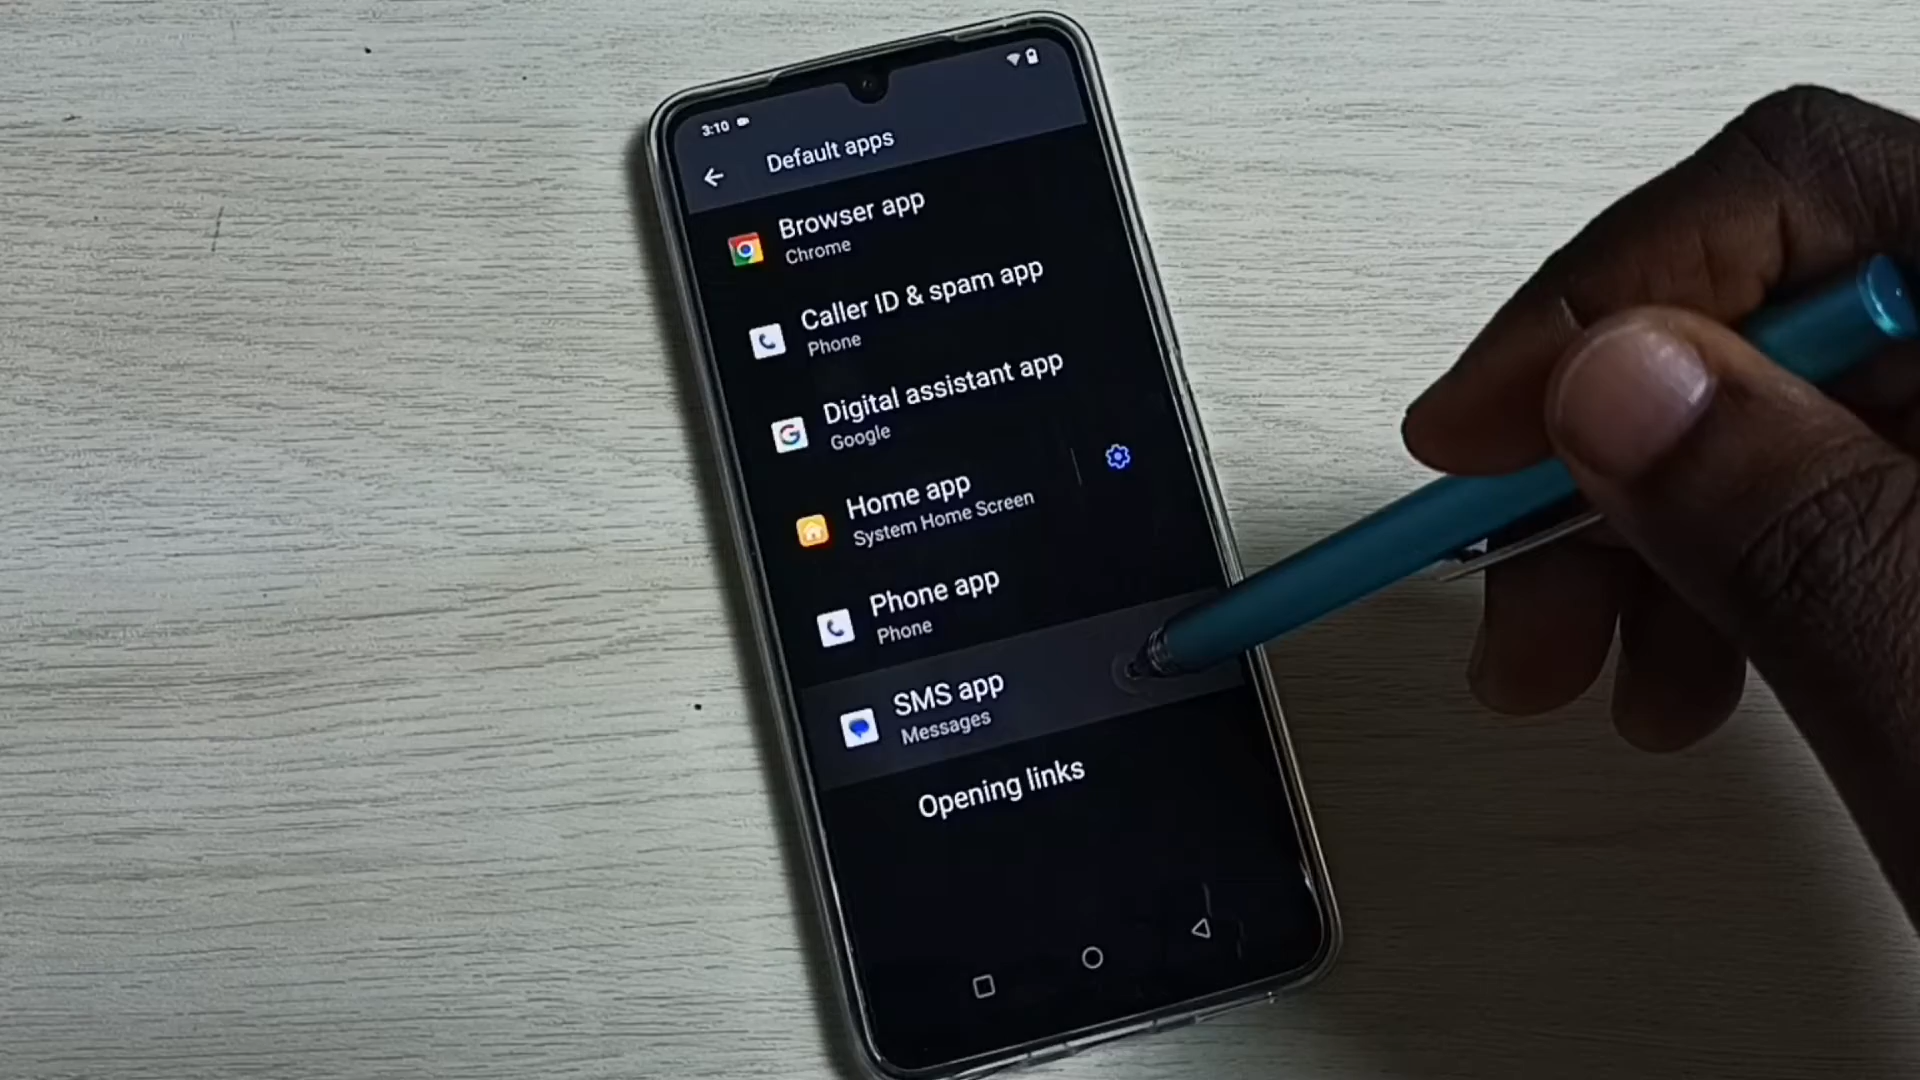 3:10
Default apps
Browser app
Chrome
Caller ID & spam app
Phone
Digital assistant app
Google
Home app
System Home Screen
Phone app
Phone
SMS app
Messages
Opening links